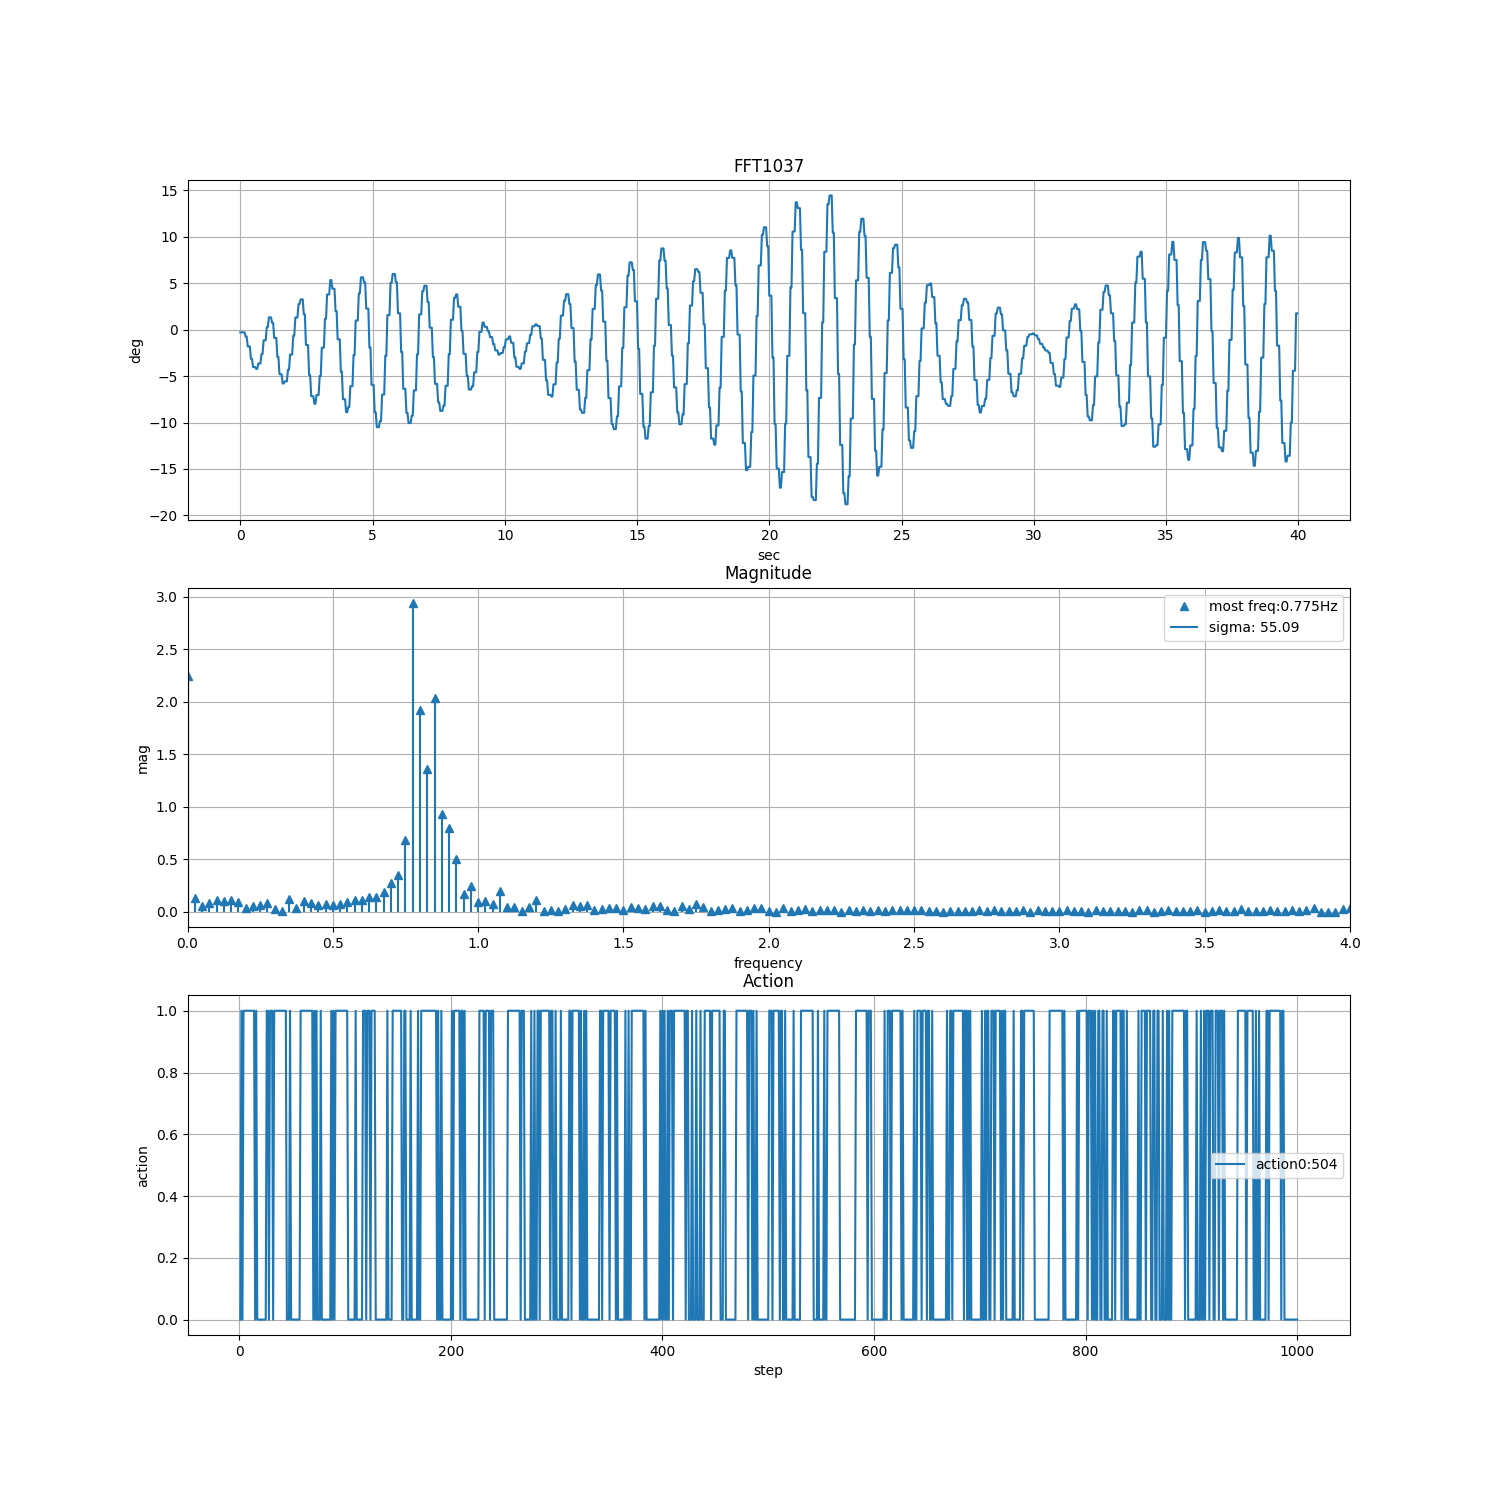 FFT1037
15
10
5
0
−5
−10
−15
−20
deg
0 5 10 15 20 25 30 35 40
sec
Magnitude
3.0
2.5
2.0
1.5
1.0
0.5
0.0
mag
most freq:0.775Hz
sigma: 55.09
0.0 0.5 1.0 1.5 2.0 2.5 3.0 3.5 4.0
frequency
Action
1.0
0.8
0.6
0.4
0.2
0.0
action
action0:504
0 200 400 600 800 1000
step